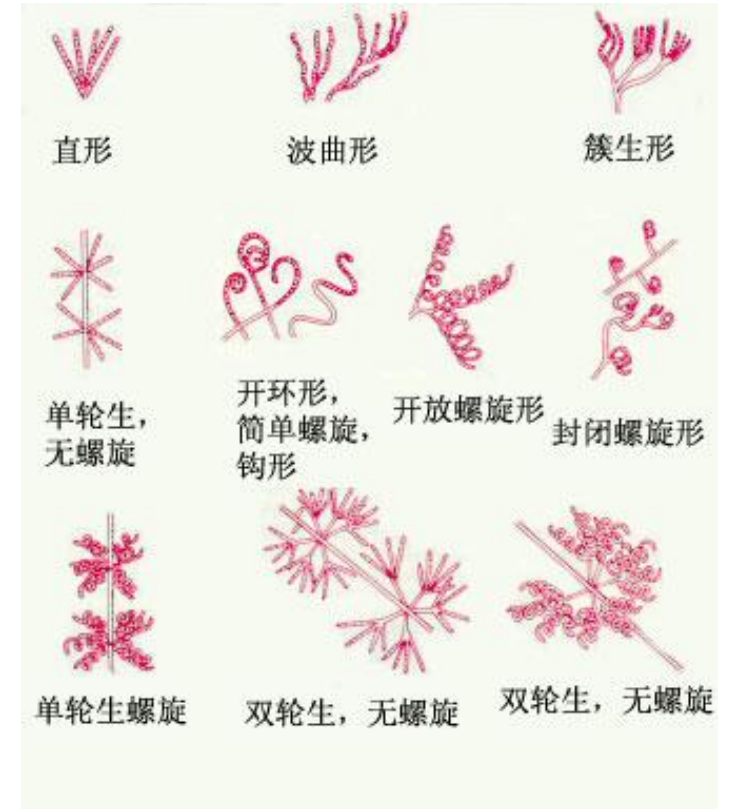 直形
波曲形
簇生形
单轮生，
无螺旋
开环形，
简单螺旋，
钩形
开放螺旋形
封闭螺旋形
单轮生螺旋
双轮生，无螺旋
双轮生，无螺旋